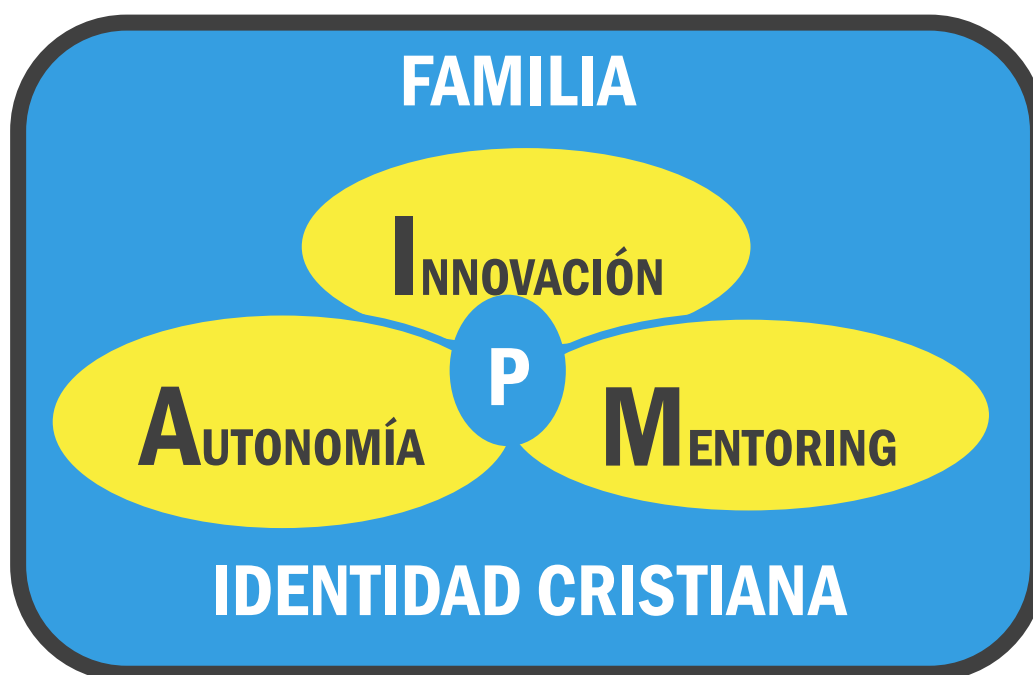 FAMILIA
INNOVACIÓN
P
AUTONOMÍA
MENTORING
IDENTIDAD CRISTIANA